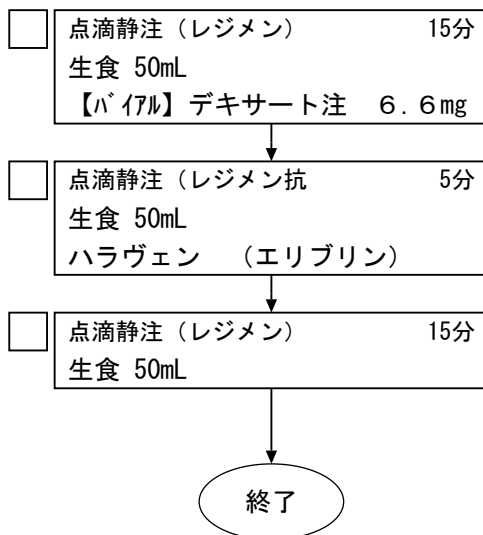 点滴静注（レジメン） 15分
生食 50mL
【ﾊﾞｲｱﾙ】デキサート注　６.６mg
点滴静注（レジメン抗 5分
生食 50mL
ハラヴェン　（エリブリン）
点滴静注（レジメン） 15分
生食 50mL
終了